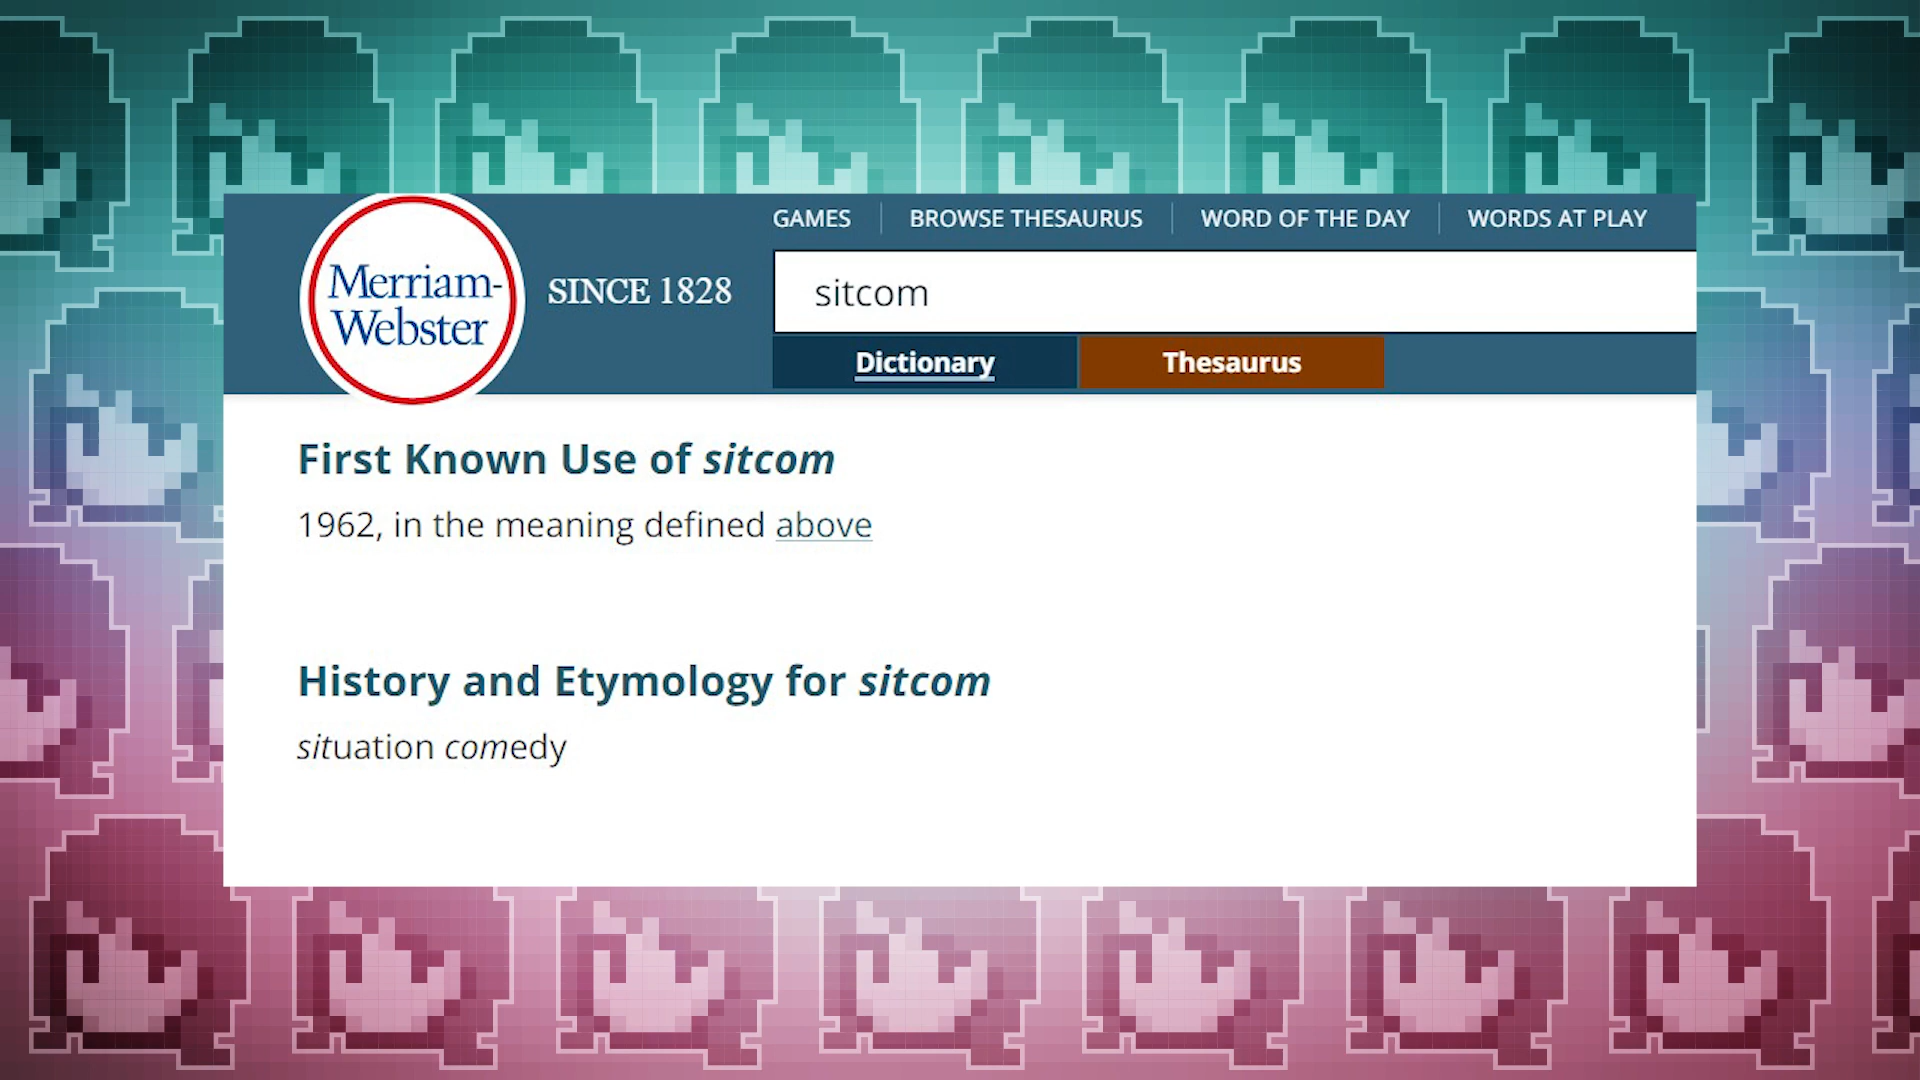 GAMES
BROWSE THESAURUS
WORD OF THE DAY
WORDS AT PLAY
Merriam-
Webster
SINCE 1828
sitcom
Dictionary
Thesaurus
First Known Use of sitcom
1962, in the meaning defined above
History and Etymology for sitcom
situation comedy